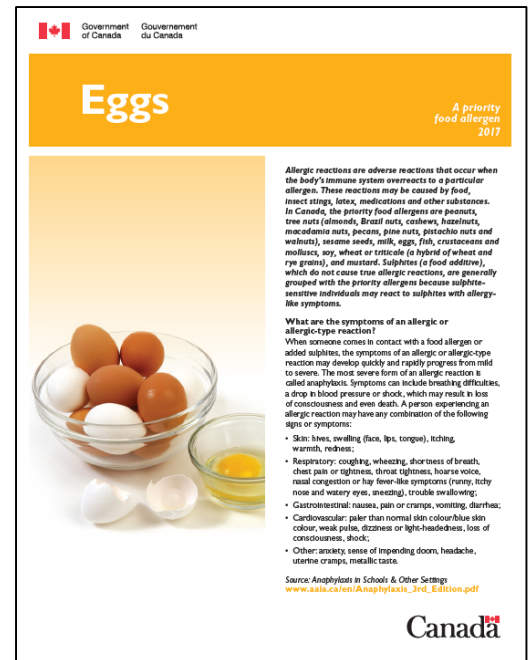 Government
of Canada
Gouvernement
du Canada
Eggs
A priority
food allergen
2017
Allergic reactions are adverse reactions that occur when
the body's immune system overreacts to a particular
allergen. These reactions may be caused by food,
insect stings, latex, medications and other substances.
In Canada, the priority food allergens are peanuts,
tree nuts (almonds, Brazil nuts, cashews, hazelnuts,
macadamia nuts, pecans, pine nuts, pistachio nuts and
walnuts), sesame seeds, milk, eggs, fish, crustaceans and
molluscs, soy, wheat or triticale (a hybrid of wheat and
rye grains), and mustard. Sulphites (a food additive),
which do not cause true allergic reactions, are generally
grouped with the priority allergens because sulphite-
sensitive individuals may react to sulphites with allergy-
like symptoms.
What are the symptoms of an allergic or
allergic-type reaction?
When someone comes in contact with a food allergen or
added sulphites, the symptoms of an allergic or allergic-type
reaction may develop quickly and rapidly progress from mild
to severe. The most severe form of an allergic reaction is
called anaphylaxis. Symptoms can include breathing difficulties,
a drop in blood pressure or shock, which may result in loss
of consciousness and even death. A person experiencing an
allergic reaction may have any combination of the following
signs or symptoms:
• Skin: hives, swelling (face, lips, tongue), itching,
warmth, redness;
• Respiratory: coughing, wheezing, shortness of breath,
chest pain or tightness, throat tightness, hoarse voice,
nasal congestion or hay fever-like symptoms (runny, itchy
nose and watery eyes, sneezing), trouble swallowing;
• Gastrointestinal: nausea, pain or cramps, vomiting, diarrhea;
• Cardiovascular: paler than normal skin colour/blue skin
colour, weak pulse, dizziness or light-headedness, loss of
consciousness, shock;
• Other: anxiety, sense of impending doom, headache,
uterine cramps, metallic taste.
Source: Anaphylaxis in Schools & Other Settings
www.aaia.ca/en/Anaphylaxis_3rd_Edition.pdf
Canada